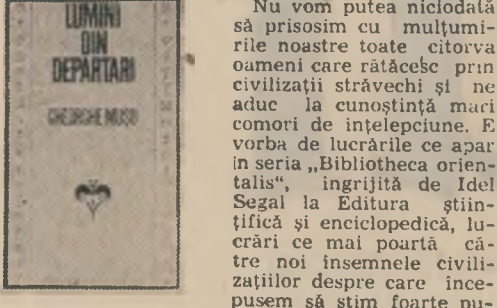 LUMINI
DIN
DEPĂRTĂRI
GHEORGHE MUȘU
Nu vom putea niciodată
să prisosim cu mulțumi-
rile noastre toate citorva
oameni care rătăcesc prin
civilizații străvechi și ne
aduc la cunoștință mari
comori de înțelepciune. E
vorba de lucrările ce apar
în seria „Bibliotheca orien-
talis“, îngrijită de Idel
Segal la Editura știin-
țifică și enciclopedică, lu-
crări ce mai poartă că-
tre noi însemnele civili-
zațiilor despre care înce-
pusem să știm foarte pu-